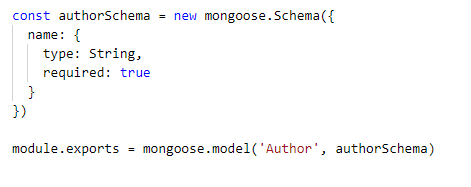 const authorSchema = new mongoose.Schema({
  name: {
    type: String,
    required: true
  }
})

module.exports = mongoose.model('Author', authorSchema)